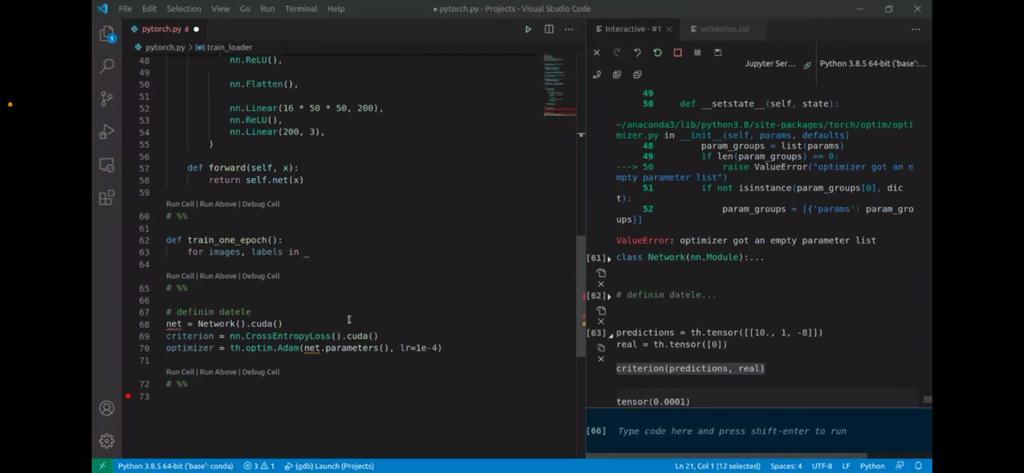 File Edit Selection View Go Run Terminal Help
● pytorch.py - Projects - Visual Studio Code
pytorch.py 4 ●
pytorch.py > train_loader
48 nn.ReLU(),
49
50 nn.Flatten(),
51
52 nn.Linear(16 * 50 * 50, 200),
53 nn.ReLU(),
54 nn.Linear(200, 3),
55 )
56
57 def forward(self, x):
58 return self.net(x)
59
Run Cell | Run Above | Debug Cell
60 # %%
61
62 def train_one_epoch():
63 for images, labels in _
64
Run Cell | Run Above | Debug Cell
65 # %%
66
67 # definim datele
68 net = Network().cuda()
69 criterion = nn.CrossEntropyLoss().cuda()
70 optimizer = th.optim.Adam(net.parameters(), lr=1e-4)
71
Run Cell | Run Above | Debug Cell
72 # %%
73
Interactive - #1
validation.txt
Jupyter Ser...
Python 3.8.5 64-bit ('base':...
49
50 def __setstate__(self, state):
~/anaconda3/lib/python3.8/site-packages/torch/optim/opti
mizer.py in __init__(self, params, defaults)
48 param_groups = list(params)
49 if len(param_groups) == 0:
---> 50 raise ValueError("optimizer got an e
mpty parameter list")
51 if not isinstance(param_groups[0], dic
t):
52 param_groups = [{'params': param_gro
ups}]
ValueError: optimizer got an empty parameter list
[61] class Network(nn.Module):...
[62] # definim datele...
[63] predictions = th.tensor([[10., 1, -8]])
real = th.tensor([0])
criterion(predictions, real)
tensor(0.0001)
[66] Type code here and press shift-enter to run
Python 3.8.5 64-bit ('base': conda) 3 1 (gdb) Launch (Projects)
Ln 21, Col 1 (12 selected) Spaces: 4 UTF-8 LF Python